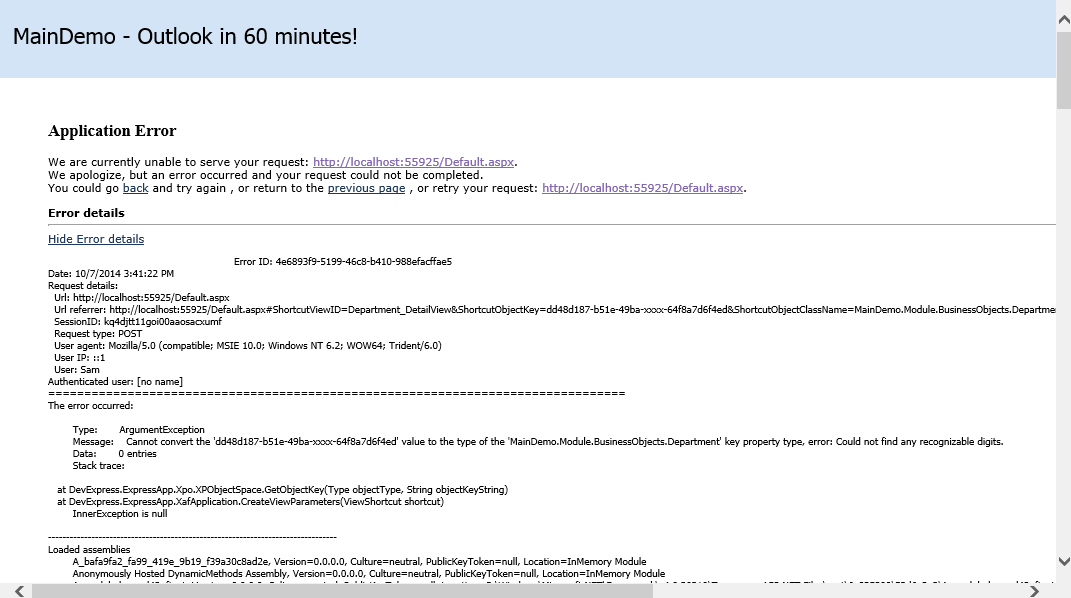 MainDemo - Outlook in 60 minutes!
Application Error
We are currently unable to serve your request: http://localhost:55925/Default.aspx.
We apologize, but an error occurred and your request could not be completed.
You could go back and try again , or return to the previous page , or retry your request: http://localhost:55925/Default.aspx.
Error details
Hide Error details
Error ID: 4e6893f9-5199-46c8-b410-988efacffae5
Date: 10/7/2014 3:41:22 PM
Request details:
Url: http://localhost:55925/Default.aspx
Url referrer: http://localhost:55925/Default.aspx#ShortcutViewID=Department_DetailView&ShortcutObjectKey=dd48d187-b51e-49ba-xxxx-64f8a7d6f4ed&ShortcutObjectClassName=MainDemo.Module.BusinessObjects.Departme
SessionID: kq4djtt11goi00aaosacxumf
Request type: POST
User agent: Mozilla/5.0 (compatible; MSIE 10.0; Windows NT 6.2; WOW64; Trident/6.0)
User IP: ::1
User: Sam
Authenticated user: [no name]
================================================================================
The error occurred:
Type: ArgumentException
Message: Cannot convert the 'dd48d187-b51e-49ba-xxxx-64f8a7d6f4ed' value to the type of the 'MainDemo.Module.BusinessObjects.Department' key property type, error: Could not find any recognizable digits.
Data: 0 entries
Stack trace:
at DevExpress.ExpressApp.Xpo.XPObjectSpace.GetObjectKey(Type objectType, String objectKeyString)
at DevExpress.ExpressApp.XafApplication.CreateViewParameters(ViewShortcut shortcut)
InnerException is null
--------------------------------------------------------------------------------
Loaded assemblies
A_bafa9fa2_fa99_419e_9b19_f39a30c8ad2e, Version=0.0.0.0, Culture=neutral, PublicKeyToken=null, Location=InMemory Module
Anonymously Hosted DynamicMethods Assembly, Version=0.0.0.0, Culture=neutral, PublicKeyToken=null, Location=InMemory Module